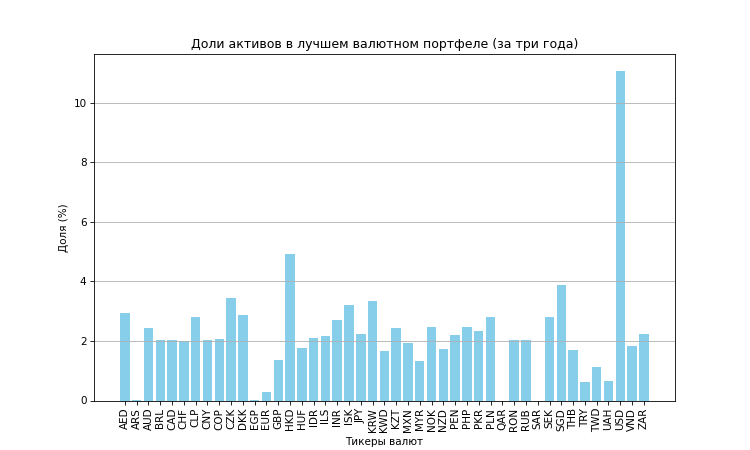 Доли активов в лучшем валютном портфеле (за три года)
Доля (%)
10
8
6
4
2
0
AED ARS AUD BRL CAD CHF CLP CNY COP CZK DKK EGP EUR GBP HKD HUF IDR ILS INR ISK JPY KRW KWD KZT MXN MYR NOK NZD PEN PHP PKR PLN QAR RON RUB SAR SEK SGD THB TRY TWD UAH USD VND ZAR
Тикеры валют